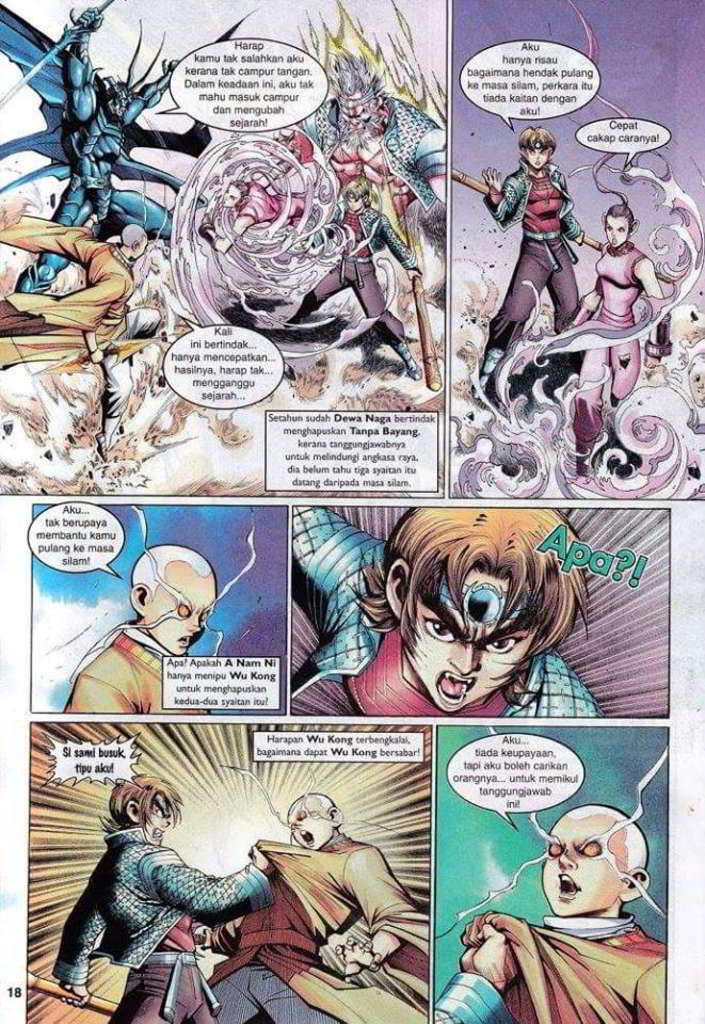 Harap
kamu tak salahkan aku
kerana tak campur tangan.
Dalam keadaan ini, aku tak
mahu masuk campur
dan mengubah
sejarah!
Kali
ini bertindak...
hanya mencepatkan...
hasilnya, harap tak...
mengganggu
sejarah...
Setahun sudah Dewa Naga bertindak
menghapuskan Tanpa Bayang,
kerana tanggungjawabnya
untuk melindungi angkasa raya,
dia belum tahu tiga syaitan itu
datang daripada masa silam.
Aku
hanya risau
bagaimana hendak pulang
ke masa silam, perkara itu
tiada kaitan dengan
aku!
Cepat
cakap caranya!
Aku...
tak berupaya
membantu kamu
pulang ke masa
silam!
Apa? Apakah A Nam Ni
hanya menipu Wu Kong
untuk menghapuskan
kedua-dua syaitan itu?
Apa?!
Si sami busuk,
tipu aku!
Harapan Wu Kong terbengkalai,
bagaimana dapat Wu Kong bersabar!
Aku...
tiada keupayaan,
tapi aku boleh carikan
orangnya... untuk memikul
tanggungjawab
ini!
18